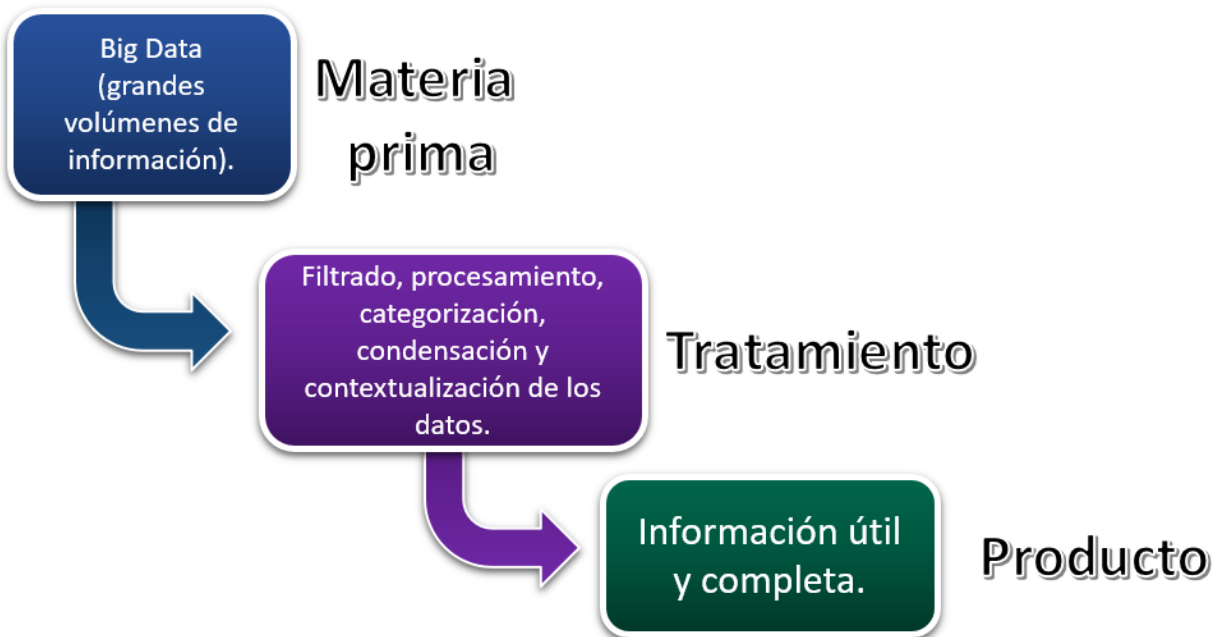 Big Data
(grandes
volúmenes de
información).
Materia
prima
Filtrado, procesamiento,
categorización,
condensación y
contextualización de los
datos.
Tratamiento
Información útil
y completa.
Producto